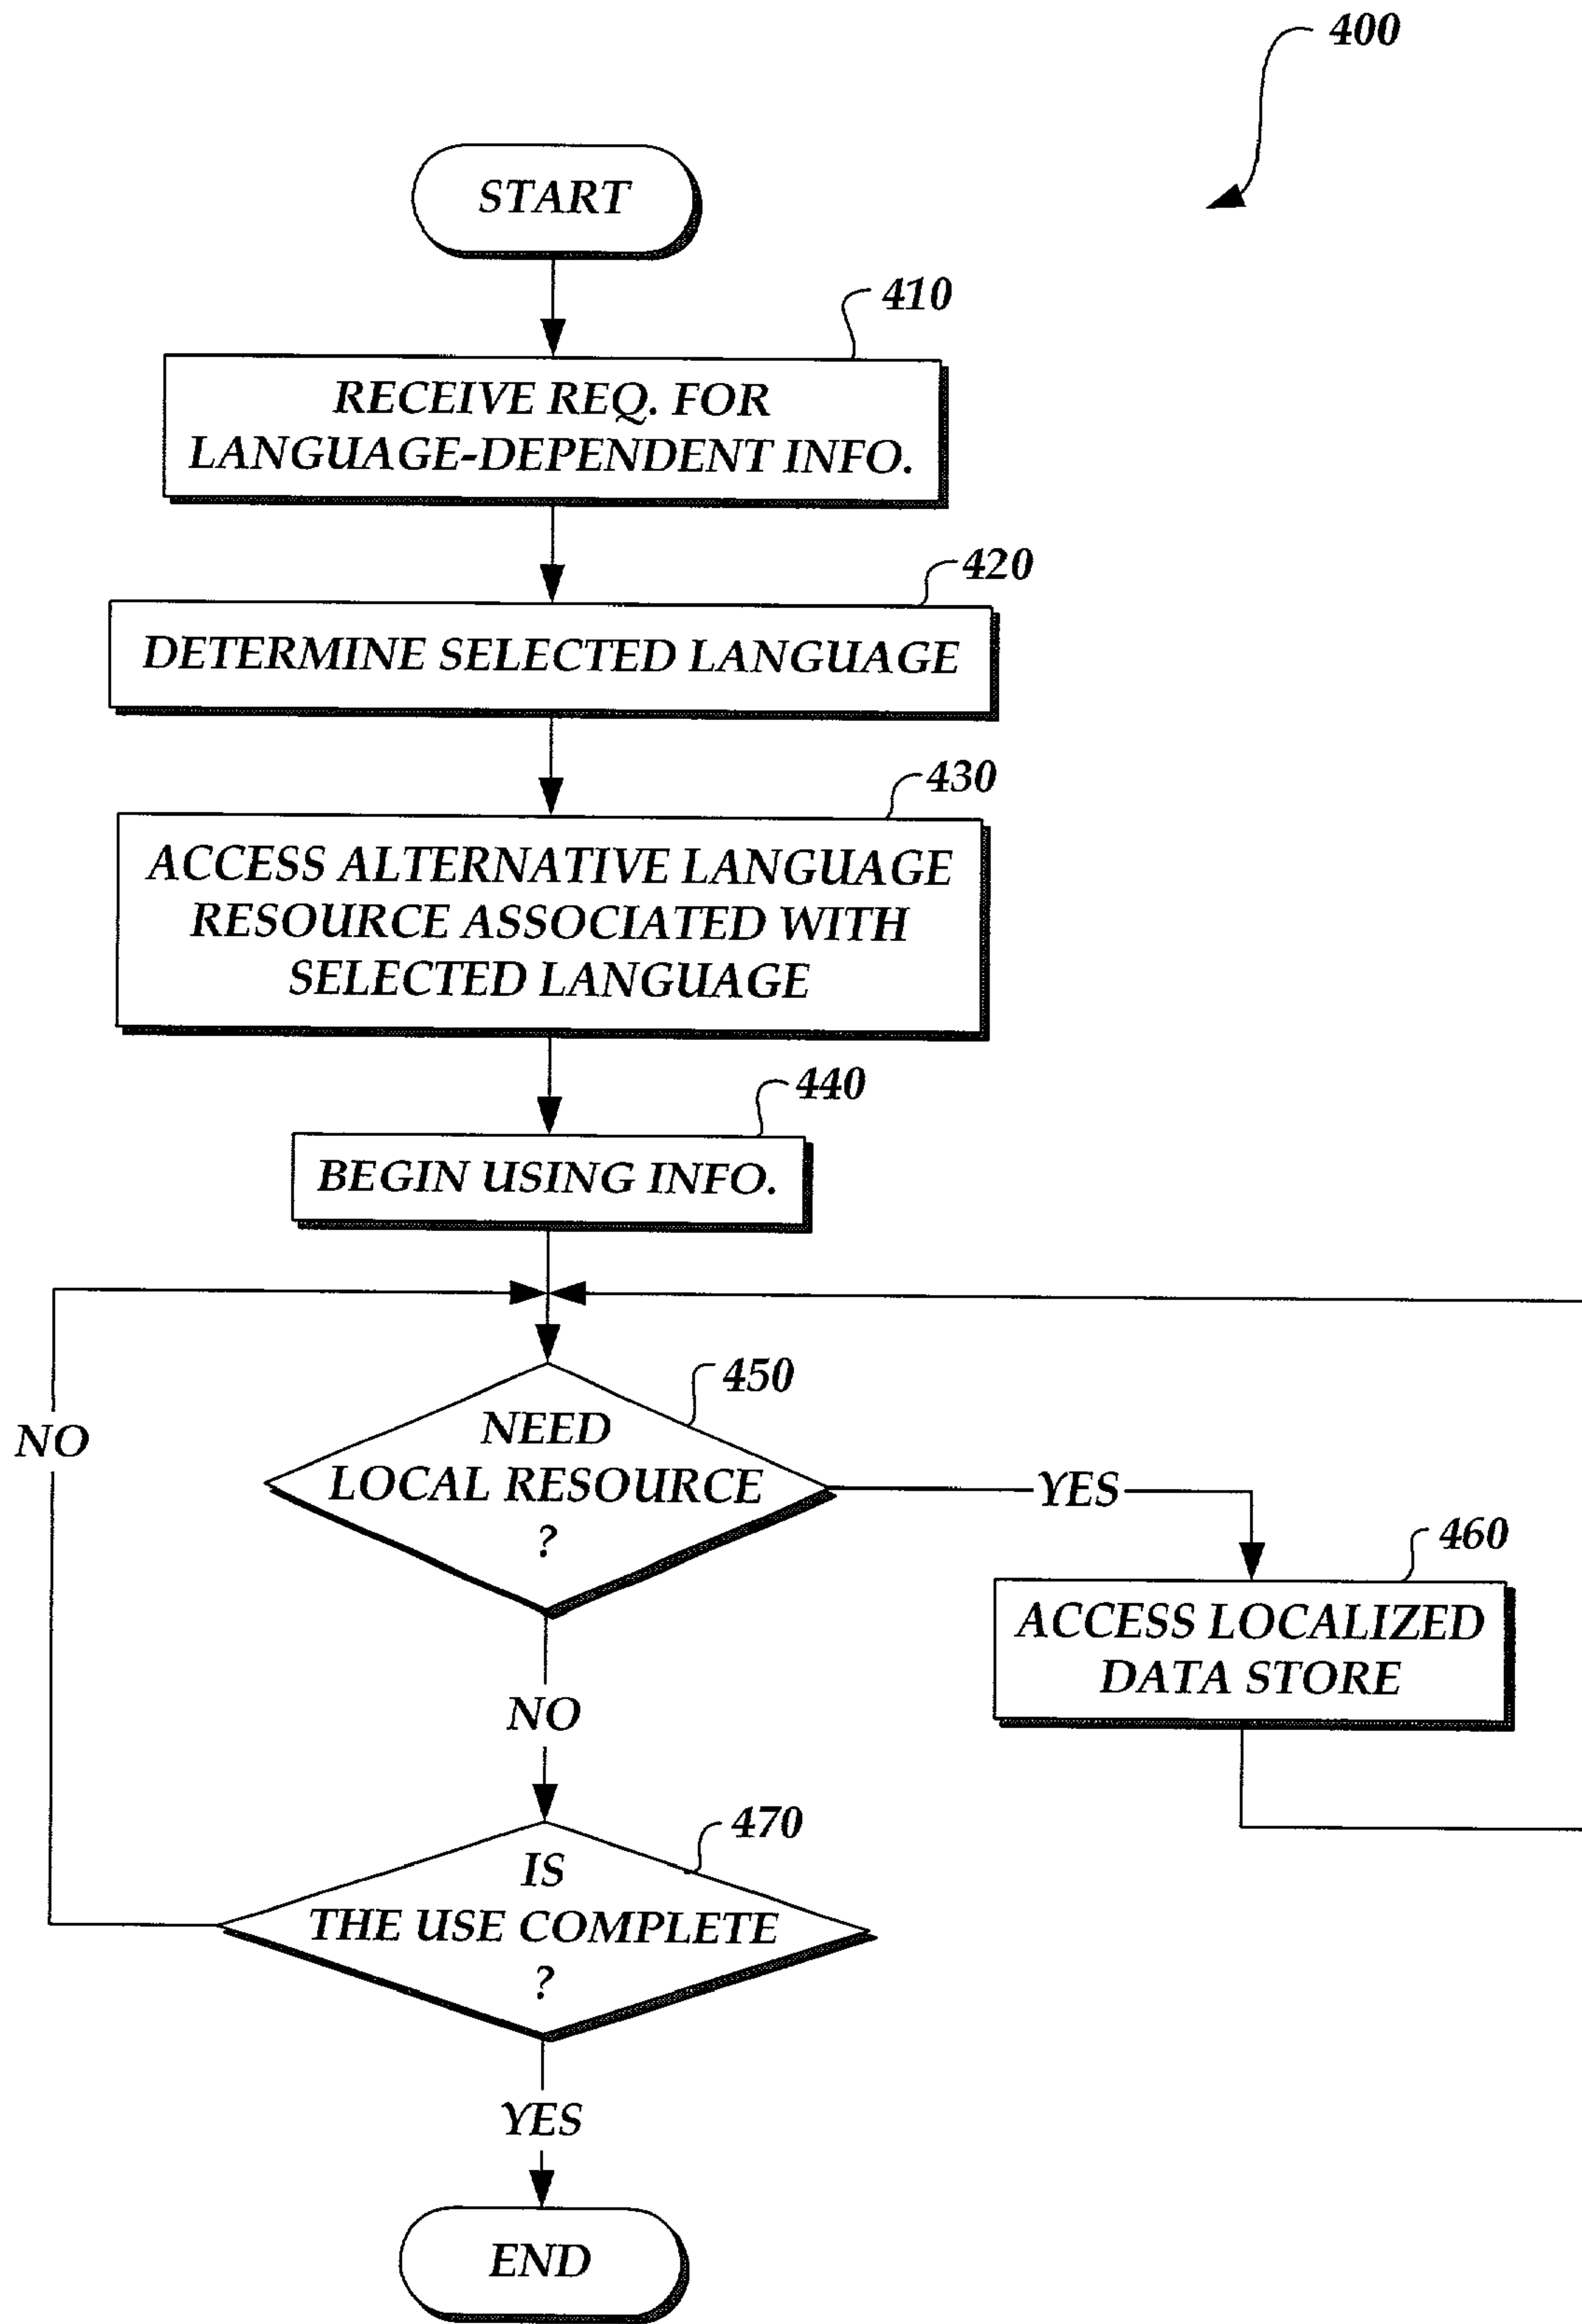 400
START
410
RECEIVE REQ. FOR
LANGUAGE-DEPENDENT INFO.
420
DETERMINE SELECTED LANGUAGE
430
ACCESS ALTERNATIVE LANGUAGE
RESOURCE ASSOCIATED WITH
SELECTED LANGUAGE
440
BEGIN USING INFO.
450
NEED
LOCAL RESOURCE
?
NO
YES
460
ACCESS LOCALIZED
DATA STORE
NO
470
IS
THE USE COMPLETE
?
YES
END